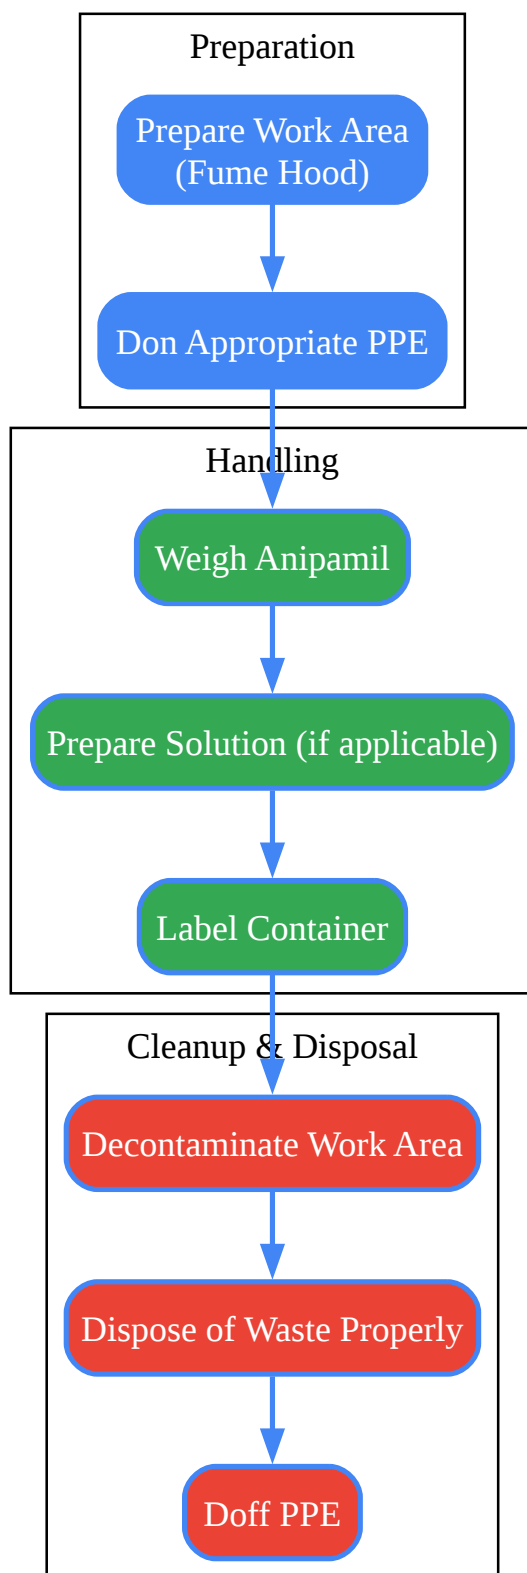 Preparation
Prepare Work Area
(Fume Hood)
Don Appropriate PPE
Handling
Weigh Anipamil
Prepare Solution (if applicable)
Label Container
Cleanup & Disposal
Decontaminate Work Area
Dispose of Waste Properly
Doff PPE